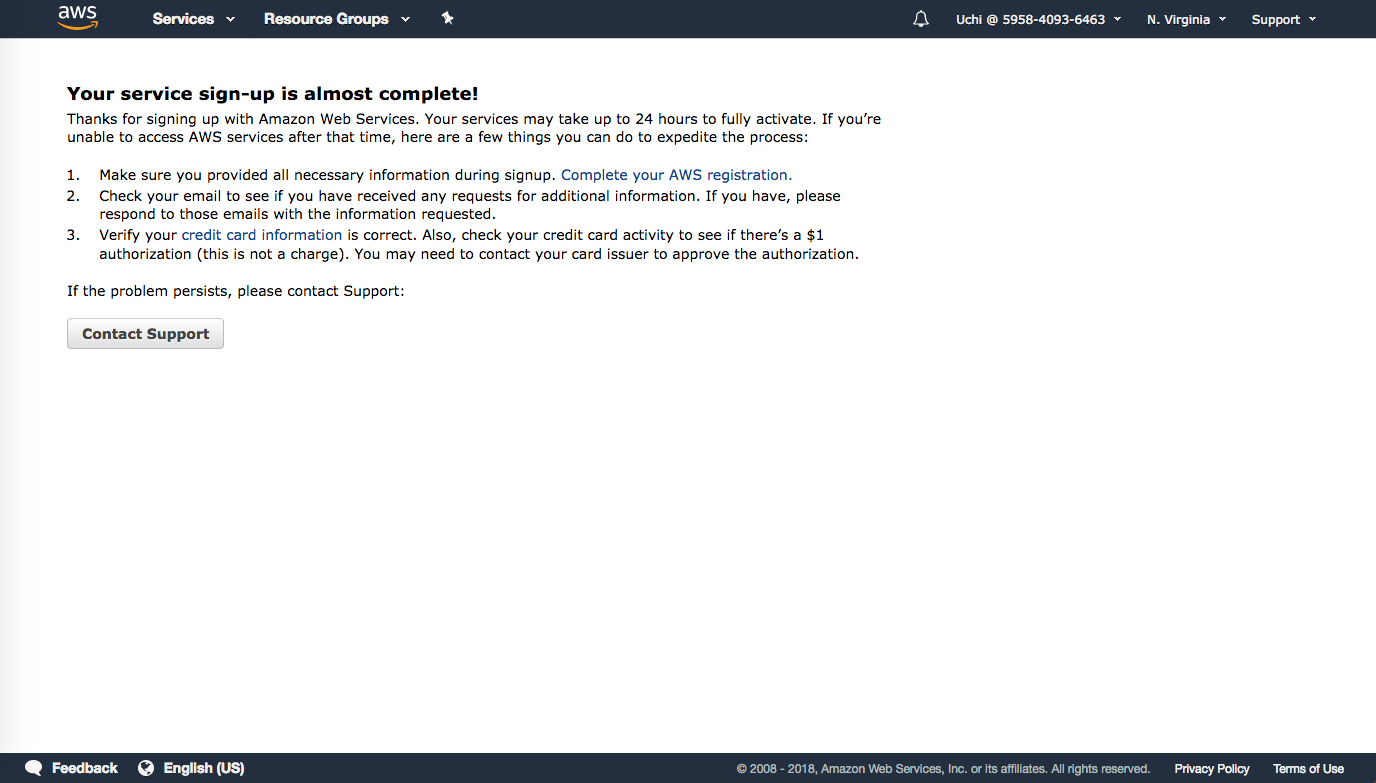 aws Services Resource Groups Uchi @ 5958-4093-6463 N. Virginia Support
Your service sign-up is almost complete!
Thanks for signing up with Amazon Web Services. Your services may take up to 24 hours to fully activate. If you’re
unable to access AWS services after that time, here are a few things you can do to expedite the process:
1. Make sure you provided all necessary information during signup. Complete your AWS registration.
2. Check your email to see if you have received any requests for additional information. If you have, please
respond to those emails with the information requested.
3. Verify your credit card information is correct. Also, check your credit card activity to see if there’s a $1
authorization (this is not a charge). You may need to contact your card issuer to approve the authorization.
If the problem persists, please contact Support:
Contact Support
Feedback English (US) © 2008 - 2018, Amazon Web Services, Inc. or its affiliates. All rights reserved. Privacy Policy Terms of Use